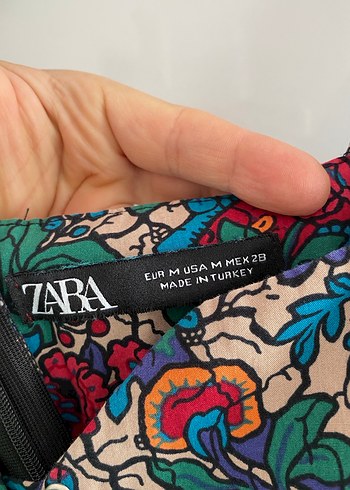 ZARA
EUR M USA M MEX 28
MADE IN TURKEY